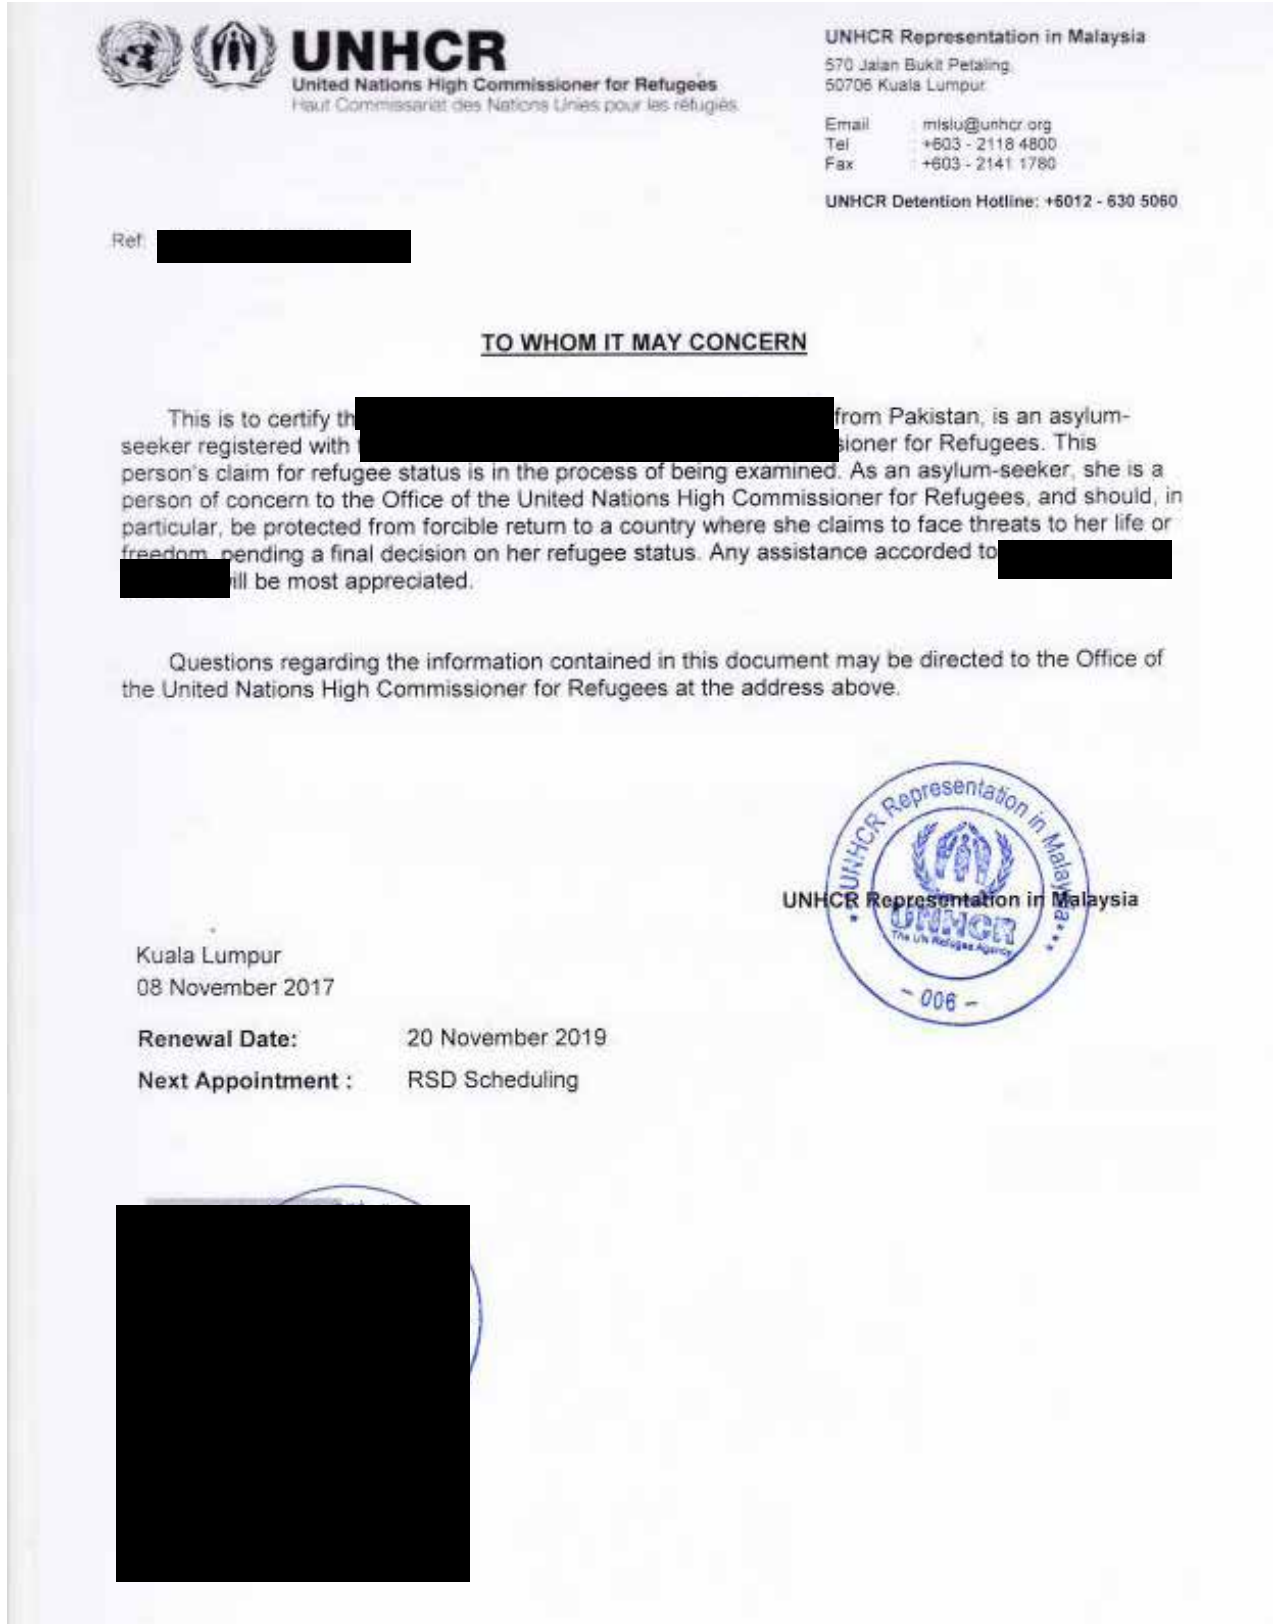 UNHCR
United Nations High Commissioner for Refugees
Haut Commissariat des Nations Unies pour les réfugiés
UNHCR Representation in Malaysia
570 Jalan Bukit Petaling
50706 Kuala Lumpur
Email : mlslu@unhcr.org
Tel : +603 - 2118 4800
Fax : +603 - 2141 1780
UNHCR Detention Hotline: +6012 - 630 5060
Ref:
TO WHOM IT MAY CONCERN
This is to certify th from Pakistan, is an asylum-
seeker registered with sioner for Refugees. This
person's claim for refugee status is in the process of being examined. As an asylum-seeker, she is a
person of concern to the Office of the United Nations High Commissioner for Refugees, and should, in
particular, be protected from forcible return to a country where she claims to face threats to her life or
freedom, pending a final decision on her refugee status. Any assistance accorded to
ill be most appreciated.
Questions regarding the information contained in this document may be directed to the Office of
the United Nations High Commissioner for Refugees at the address above.
UNHCR Representation in Malaysia
UNHCR Representation in Malaysia
UNHCR
The UN Refugee Agency
- 006 -
Kuala Lumpur
08 November 2017
Renewal Date: 20 November 2019
Next Appointment : RSD Scheduling